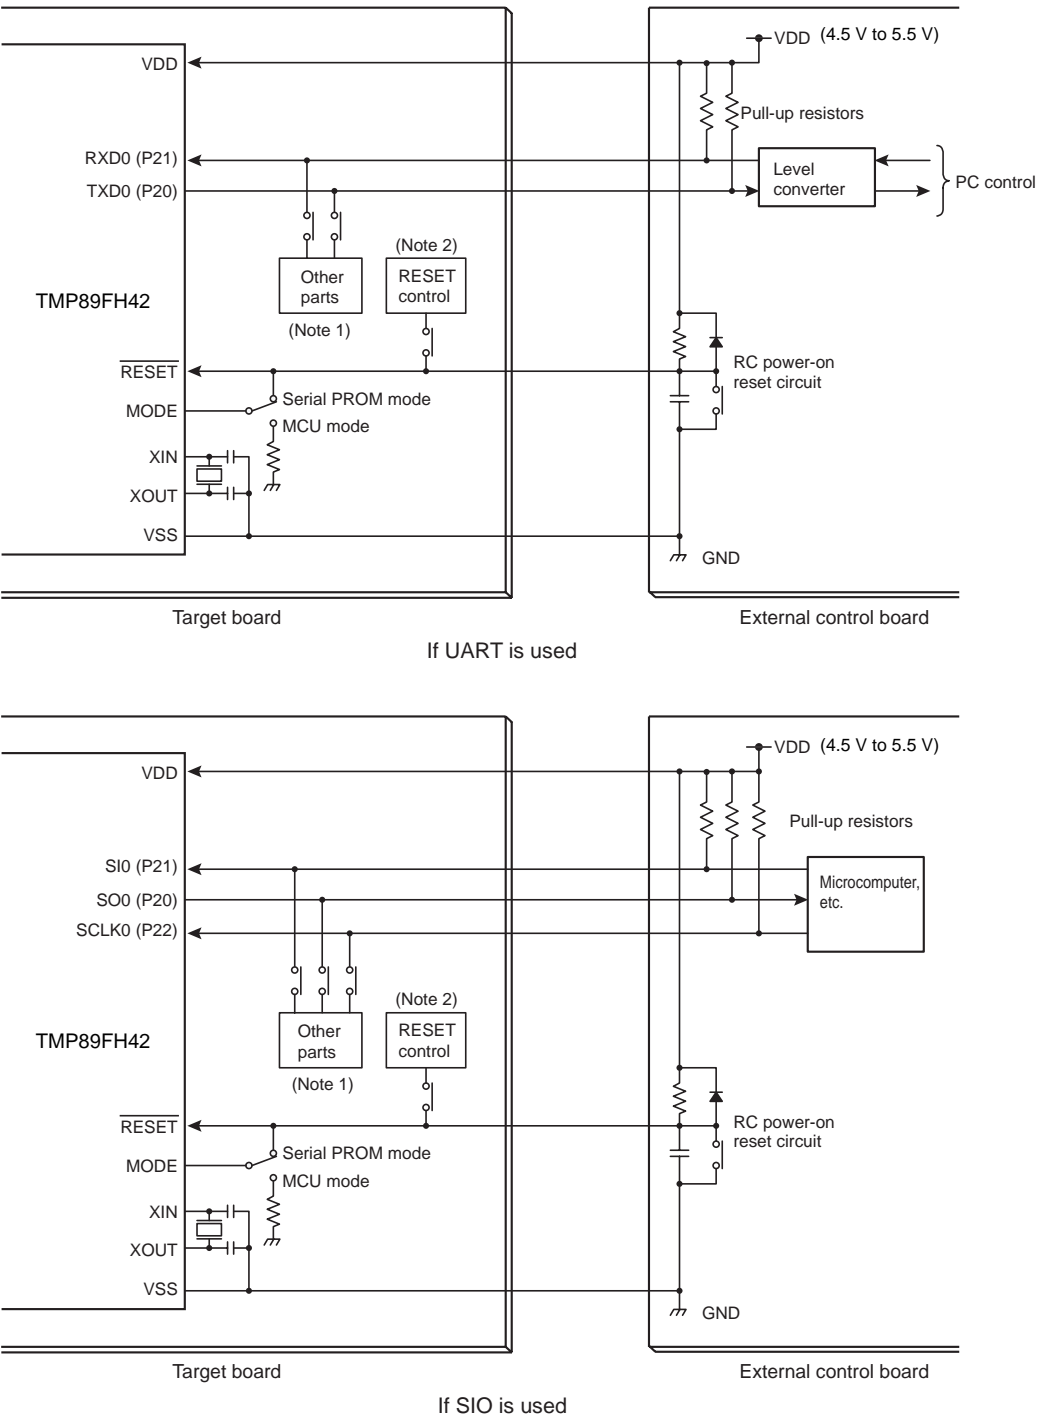 VDD (4.5 V to 5.5 V)
VDD
Pull-up resistors
RXD0 (P21)
TXD0 (P20)
Level
converter
PC control
(Note 2)
Other
parts
RESET
control
TMP89FH42
(Note 1)
RESET
RC power-on
reset circuit
Serial PROM mode
MODE
MCU mode
XIN
XOUT
VSS
GND
Target board
External control board
If UART is used
VDD (4.5 V to 5.5 V)
VDD
Pull-up resistors
SI0 (P21)
SO0 (P20)
SCLK0 (P22)
Microcomputer,
etc.
(Note 2)
Other
parts
RESET
control
TMP89FH42
(Note 1)
RESET
RC power-on
reset circuit
Serial PROM mode
MODE
MCU mode
XIN
XOUT
VSS
GND
Target board
External control board
If SIO is used